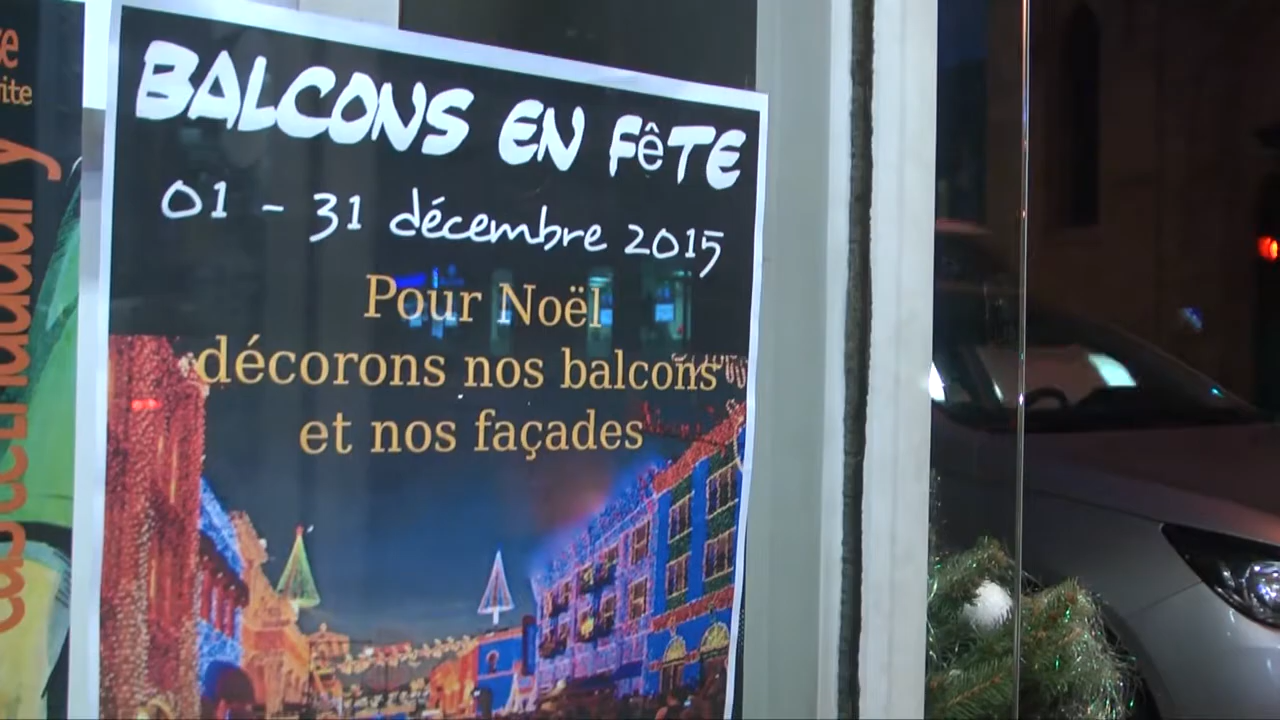 BALCONS EN FêTE
01 - 31 décembre 2015
Pour Noël
décorons nos balcons
et nos façades